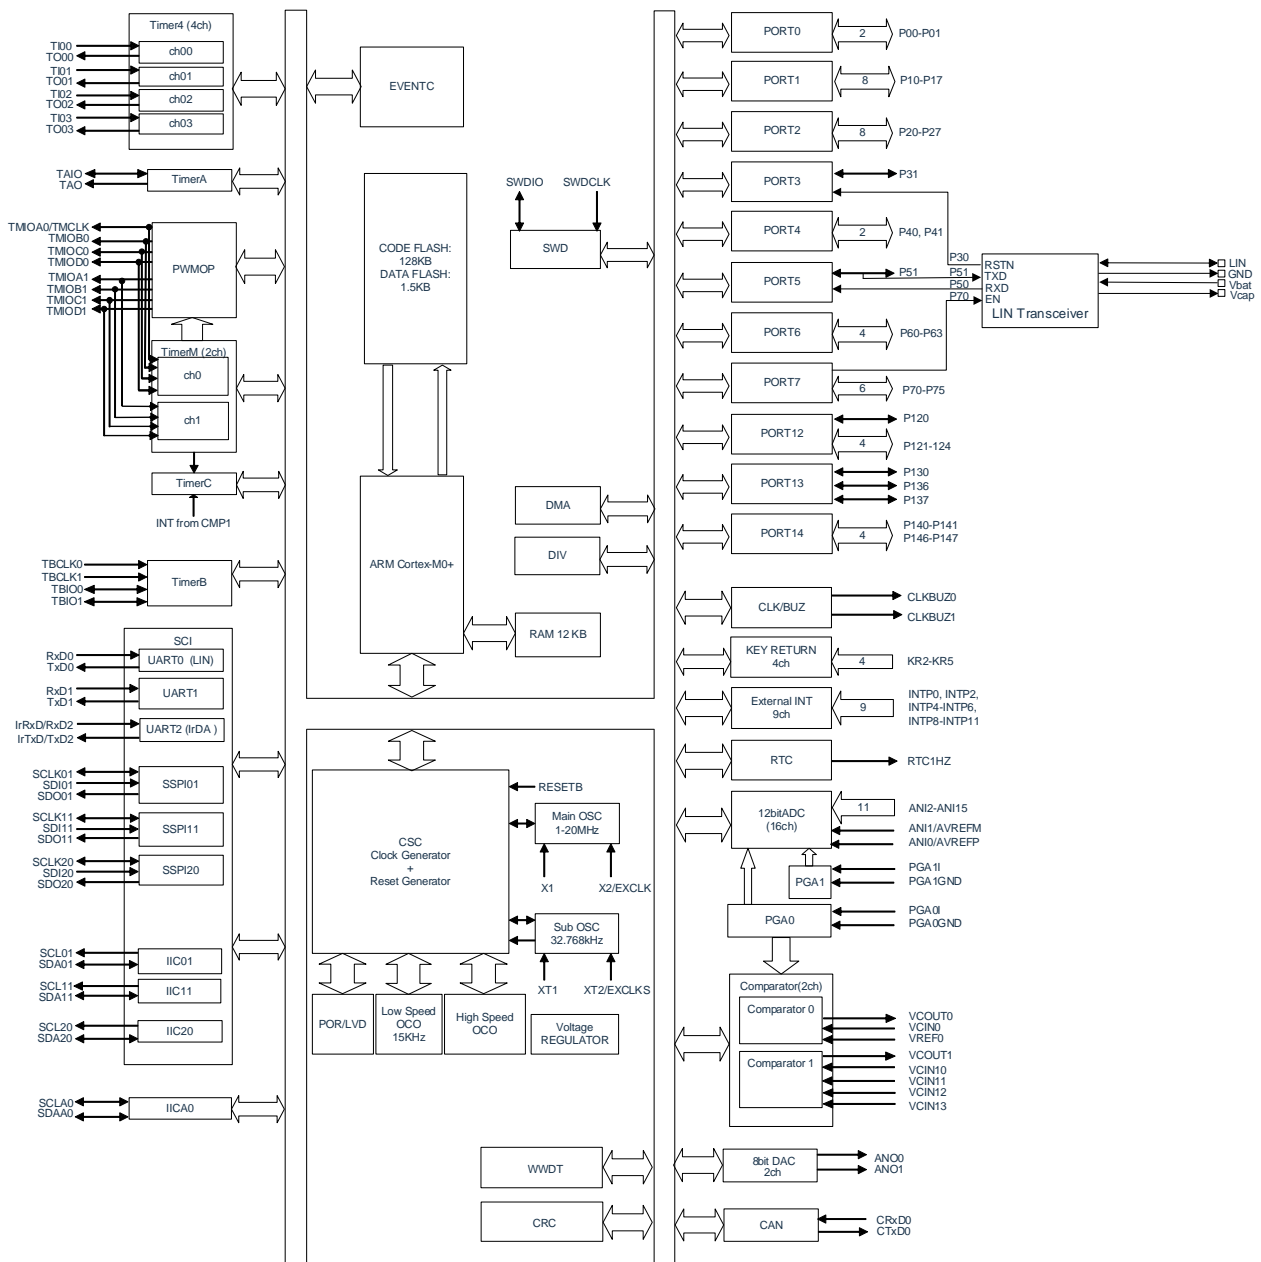 Timer4 (4ch)
TI00
TO00
ch00
TI01
TO01
ch01
TI02
TO02
ch02
TI03
TO03
ch03
TAIO
TAO
TimerA
TMIOA0/TMCLK
TMIOB0
TMIOC0
TMIOD0
TMIOA1
TMIOB1
TMIOC1
TMIOD1
PWMOP
TimerM (2ch)
ch0
ch1
TimerC
INT from CMP1
TBCLK0
TBCLK1
TBIO0
TBIO1
TimerB
SCI
RxD0
TxD0
UART0 (LIN)
RxD1
TxD1
UART1
IrRxD/RxD2
IrTxD/TxD2
UART2 (IrDA )
SCLK01
SDI01
SDO01
SSPI01
SCLK11
SDI11
SDO11
SSPI11
SCLK20
SDI20
SDO20
SSPI20
SCL01
SDA01
IIC01
SCL11
SDA11
IIC11
SCL20
SDA20
IIC20
SCLA0
SDAA0
IICA0
EVENTC
CODE FLASH:
128KB
DATA FLASH:
1.5KB
SWDIO
SWDCLK
SWD
ARM Cortex-M0+
DMA
DIV
RAM 12 KB
CSC
Clock Generator
+
Reset Generator
RESETB
Main OSC
1-20MHz
X1
X2/EXCLK
Sub OSC
32.768kHz
XT1
XT2/EXCLKS
POR/LVD
Low Speed
OCO
15KHz
High Speed
OCO
Voltage
REGULATOR
WWDT
CRC
PORT0
2
P00-P01
PORT1
8
P10-P17
PORT2
8
P20-P27
PORT3
P31
PORT4
2
P40, P41
PORT5
P51
PORT6
4
P60-P63
PORT7
6
P70-P75
P30
P51
P50
P70
RSTN
TXD
RXD
EN
LIN Transceiver
LIN
GND
Vbat
Vcap
PORT12
P120
4
P121-124
PORT13
P130
P136
P137
PORT14
4
P140-P141
P146-P147
CLK/BUZ
CLKBUZ0
CLKBUZ1
KEY RETURN
4ch
4
KR2-KR5
External INT
9ch
9
INTP0, INTP2,
INTP4-INTP6,
INTP8-INTP11
RTC
RTC1HZ
12bitADC
(16ch)
11
ANI2-ANI15
ANI1/AVREFM
ANI0/AVREFP
PGA1
PGA1I
PGA1GND
PGA0
PGA0I
PGA0GND
Comparator(2ch)
Comparator 0
VCOUT0
VCIN0
VREF0
Comparator 1
VCOUT1
VCIN10
VCIN11
VCIN12
VCIN13
8bit DAC
2ch
ANO0
ANO1
CAN
CRxD0
CTxD0